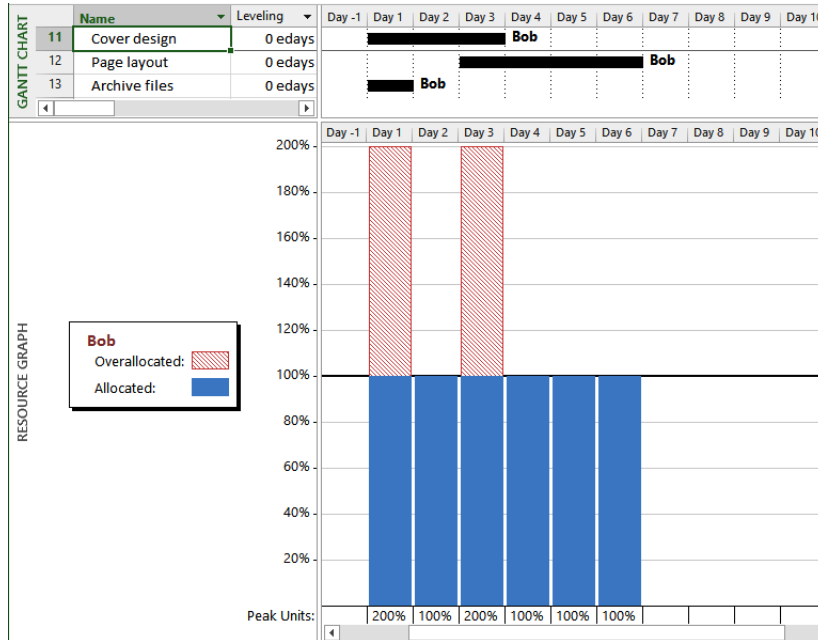 GANTT CHART
Name Leveling
11 Cover design 0 edays
12 Page layout 0 edays
13 Archive files 0 edays
Day -1 Day 1 Day 2 Day 3 Day 4 Day 5 Day 6 Day 7 Day 8 Day 9 Day 10
Bob
Bob
Bob
RESOURCE GRAPH
Bob
Overallocated:
Allocated:
Day -1 Day 1 Day 2 Day 3 Day 4 Day 5 Day 6 Day 7 Day 8 Day 9 Day 10
200%
180%
160%
140%
120%
100%
80%
60%
40%
20%
Peak Units: 200% 100% 200% 100% 100% 100%